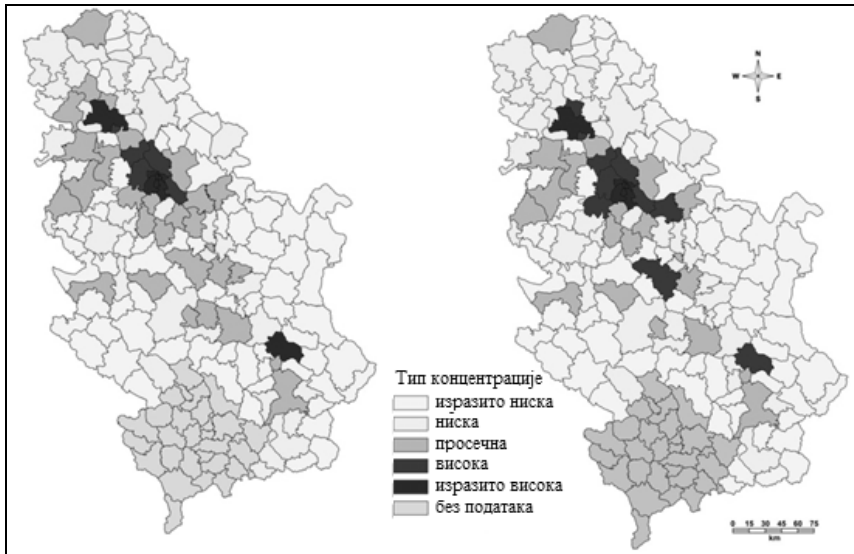 N
W E
S
Тип концентрације
изразито ниска
ниска
просечна
висока
изразито висока
без података
0 15 30 45 60 75
km